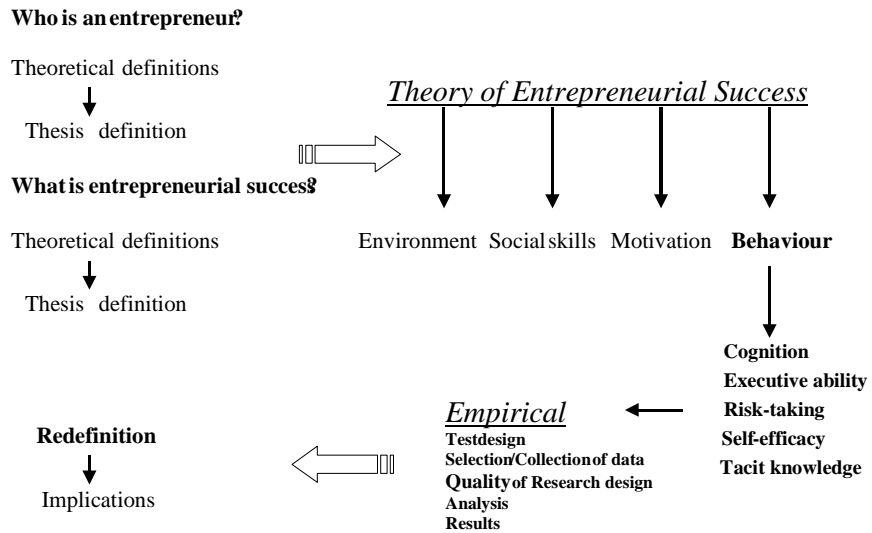 Who is an entrepreneur?
Theoretical definitions
Thesis definition
What is entrepreneurial success?
Theoretical definitions
Thesis definition
Theory of Entrepreneurial Success
Environment Social skills Motivation Behaviour
Cognition
Executive ability
Risk-taking
Self-efficacy
Tacit knowledge
Empirical
Testdesign
Selection/Collection of data
Quality of Research design
Analysis
Results
Redefinition
Implications